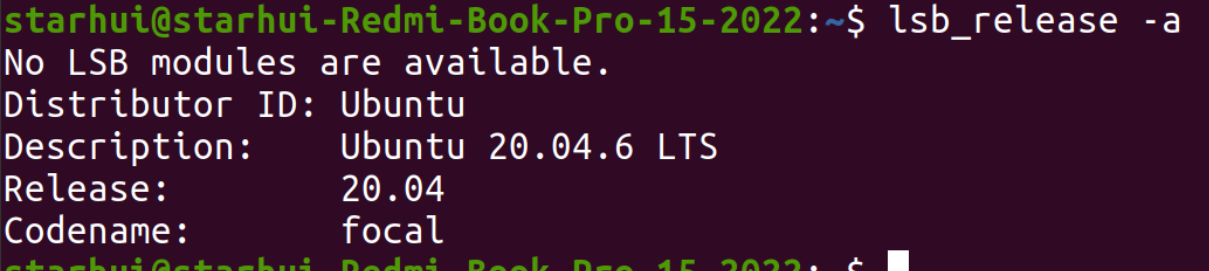 starhui@starhui-Redmi-Book-Pro-15-2022:~$ lsb_release -a
No LSB modules are available.
Distributor ID: Ubuntu
Description:    Ubuntu 20.04.6 LTS
Release:        20.04
Codename:       focal
starhui@starhui-Redmi-Book-Pro-15-2022:~$